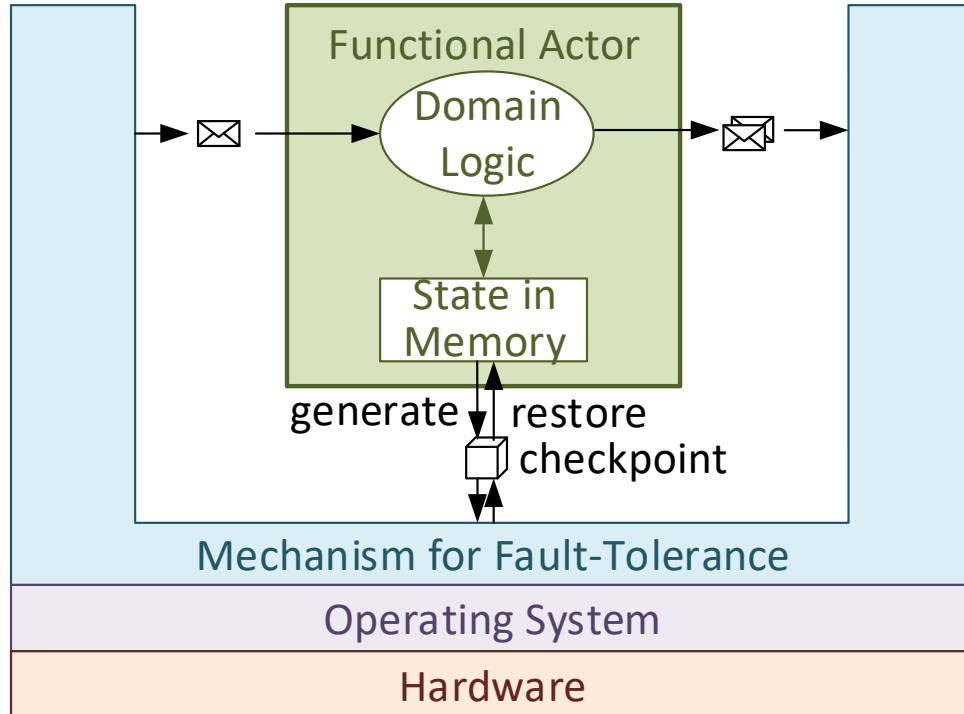 Functional Actor
Domain
Logic
State in
Memory
generate
restore
checkpoint
Mechanism for Fault-Tolerance
Operating System
Hardware